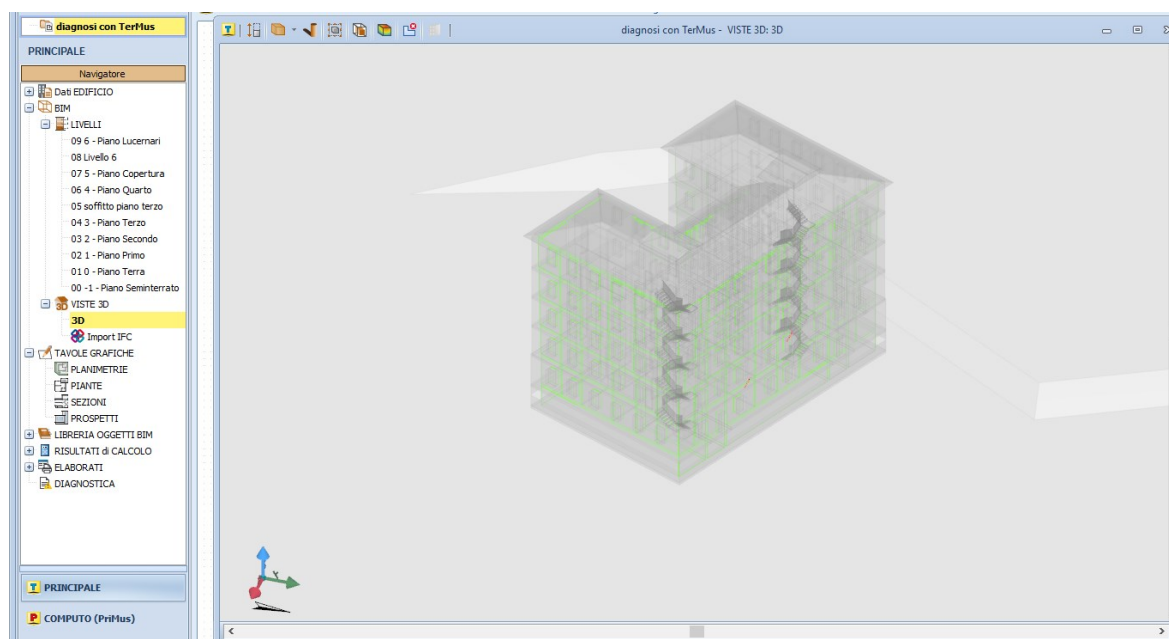 diagnosi con TerMus
PRINCIPALE
Navigatore
Dati EDIFICIO
BIM
LIVELLI
09 6 - Piano Lucernari
08 Livello 6
07 5 - Piano Copertura
06 4 - Piano Quarto
05 soffitto piano terzo
04 3 - Piano Terzo
03 2 - Piano Secondo
02 1 - Piano Primo
01 0 - Piano Terra
00 -1 - Piano Seminterrato
VISTE 3D
3D
Import IFC
TAVOLE GRAFICHE
PLANIMETRIE
PIANTE
SEZIONI
PROSPETTI
LIBRERIA OGGETTI BIM
RISULTATI di CALCOLO
ELABORATI
DIAGNOSTICA
PRINCIPALE
COMPUTO (PriMus)
diagnosi con TerMus - VISTE 3D: 3D
Y